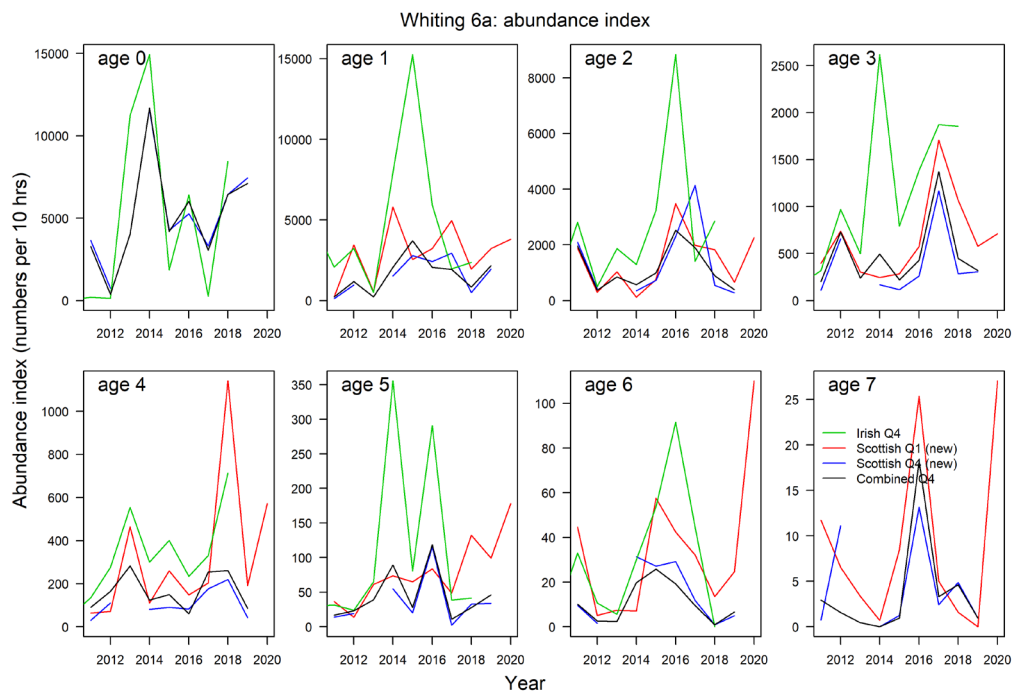 Whiting 6a: abundance index
Abundance index (numbers per 10 hrs)
age 0
15000
10000
5000
0
2012 2014 2016 2018 2020
age 1
15000
10000
5000
0
2012 2014 2016 2018 2020
age 2
8000
6000
4000
2000
0
2012 2014 2016 2018 2020
age 3
2500
2000
1500
1000
500
0
2012 2014 2016 2018 2020
age 4
1000
800
600
400
200
0
2012 2014 2016 2018 2020
age 5
350
300
250
200
150
100
50
0
2012 2014 2016 2018 2020
age 6
100
80
60
40
20
0
2012 2014 2016 2018 2020
age 7
25
20
15
10
5
0
Irish Q4
Scottish Q1 (new)
Scottish Q4 (new)
Combined Q4
2012 2014 2016 2018 2020
Year